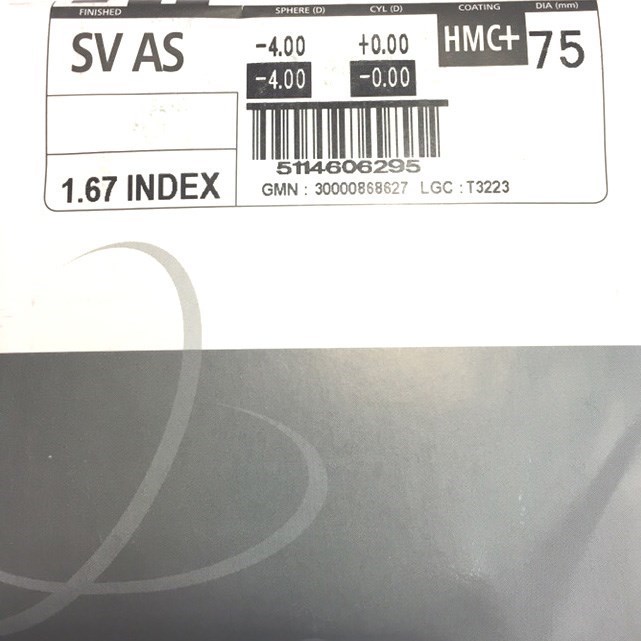 FINISHED SPHERE (D) CYL (D) COATING DIA (mm)
SV AS -4.00 +0.00 HMC+ 75
-4.00 -0.00
5114606295
1.67 INDEX GMN : 30000868627 LGC : T3223